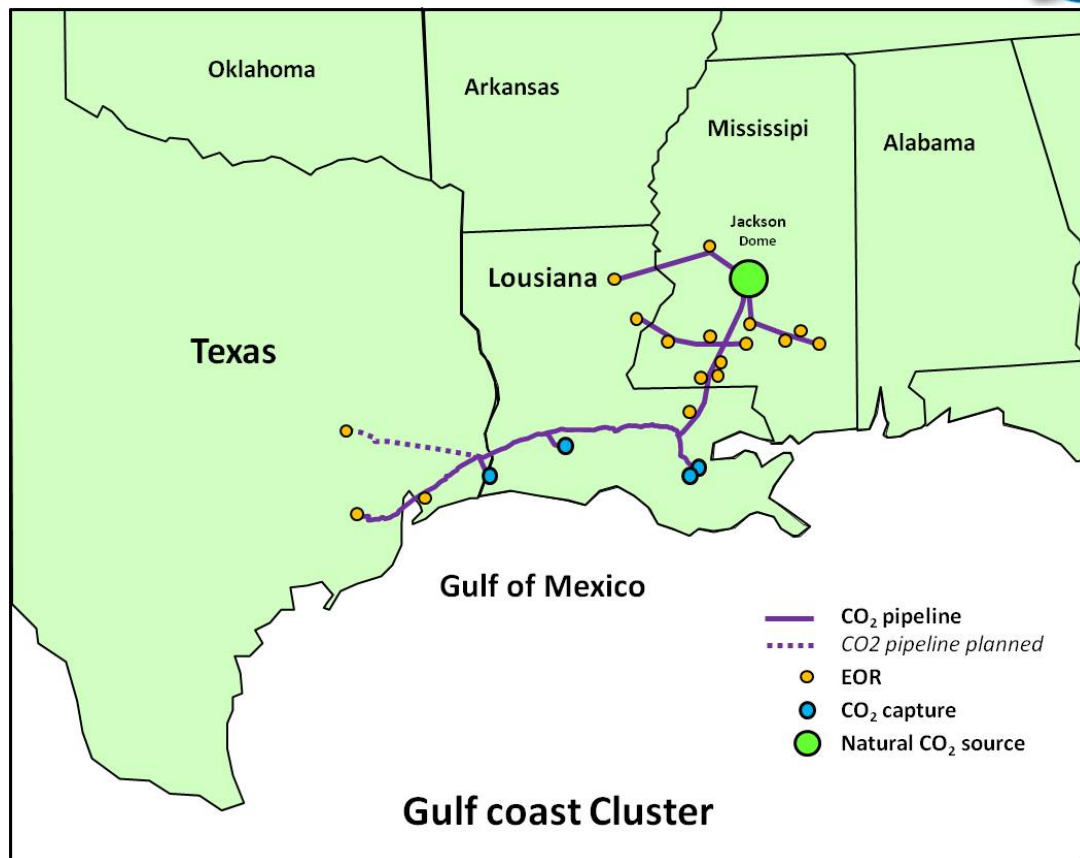 Oklahoma
Arkansas
Mississipi
Alabama
Jackson
Dome
Lousiana
Texas
Gulf of Mexico
CO₂ pipeline
CO2 pipeline planned
EOR
CO₂ capture
Natural CO₂ source
Gulf coast Cluster